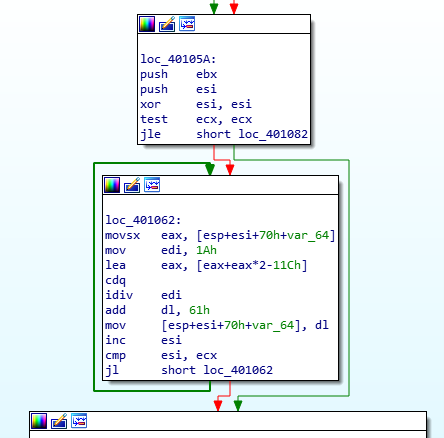 loc_40105A:
push ebx
push esi
xor esi, esi
test ecx, ecx
jle short loc_401082
loc_401062:
movsx eax, [esp+esi+70h+var_64]
mov edi, 1Ah
lea eax, [eax+eax*2-11Ch]
cdq
idiv edi
add dl, 61h
mov [esp+esi+70h+var_64], dl
inc esi
cmp esi, ecx
jl short loc_401062